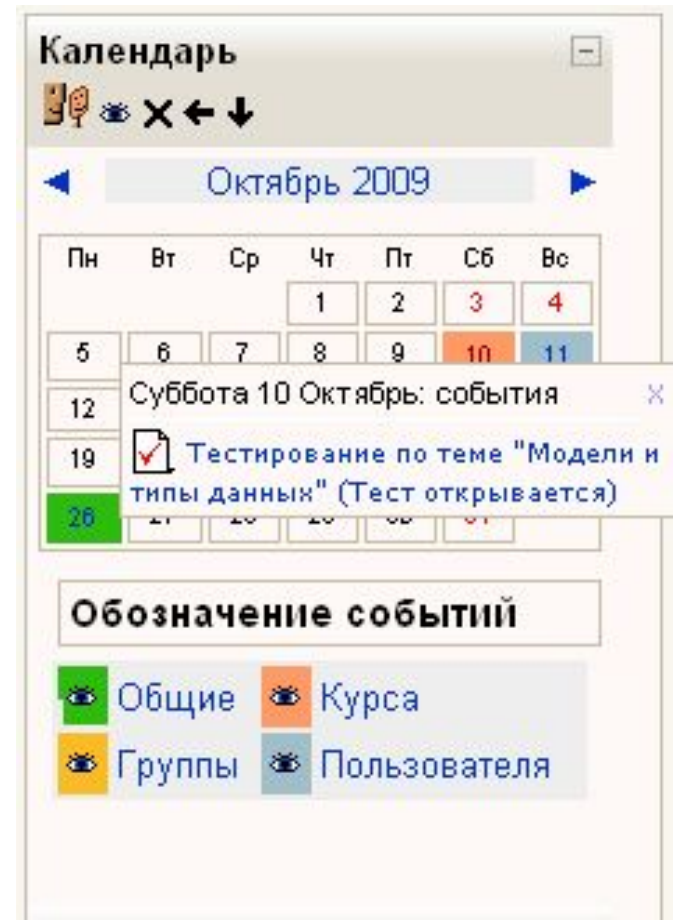 Календарь
Октябрь 2009
Пн Вт Ср Чт Пт Сб Вс
1 2 3 4
5 6 7 8 9 10 11
12
Суббота 10 Октябрь: события X
19
Тестирование по теме "Модели и
типы данных" (Тест открывается)
26
Обозначение событий
Общие Курса
Группы Пользователя